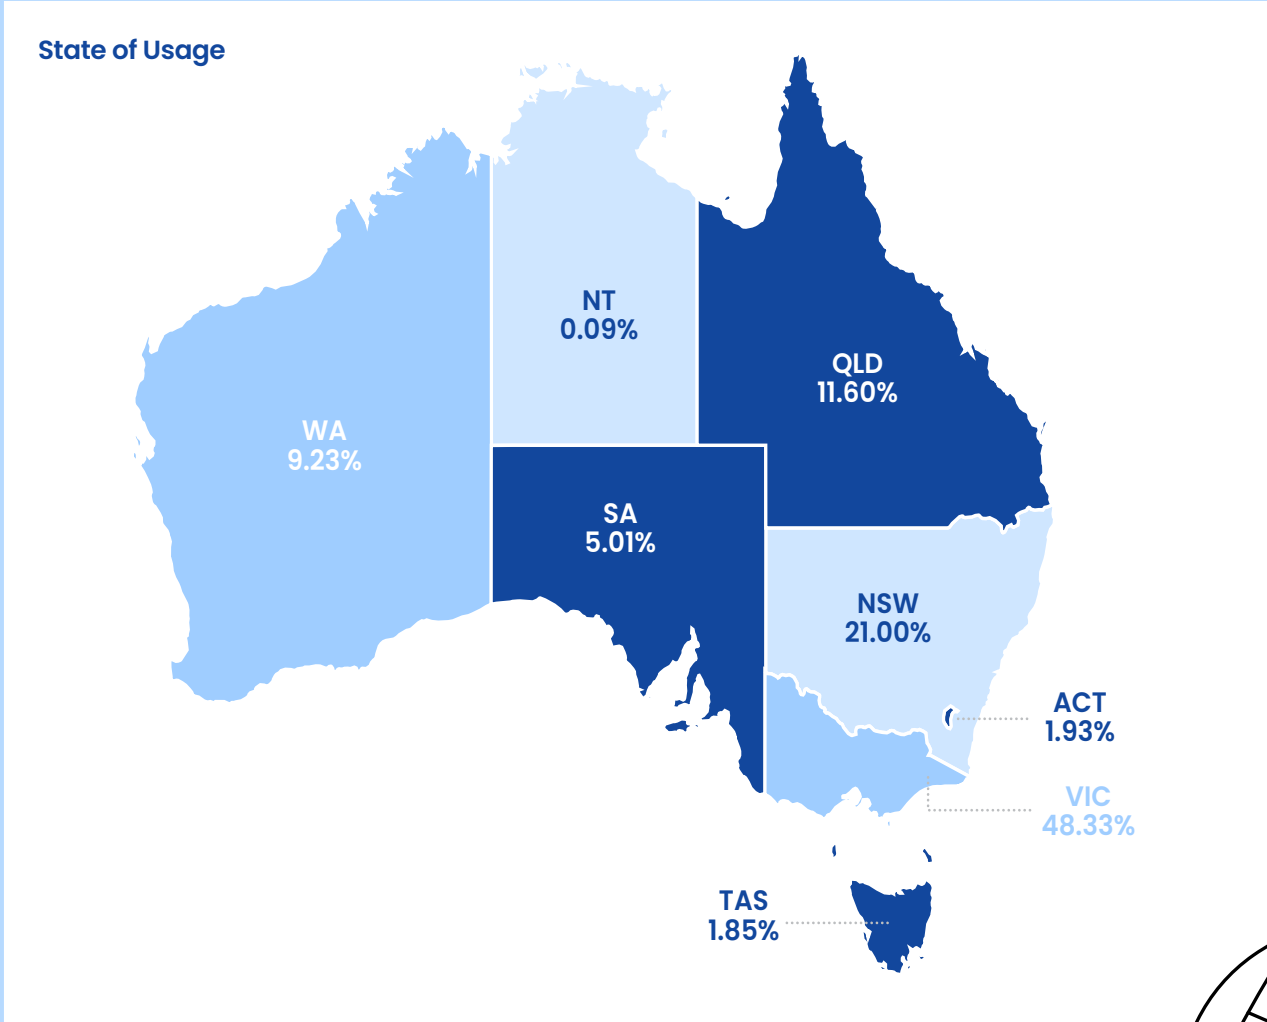 State of Usage
NT
0.09%
QLD
11.60%
WA
9.23%
SA
5.01%
NSW
21.00%
ACT
1.93%
VIC
48.33%
TAS
1.85%